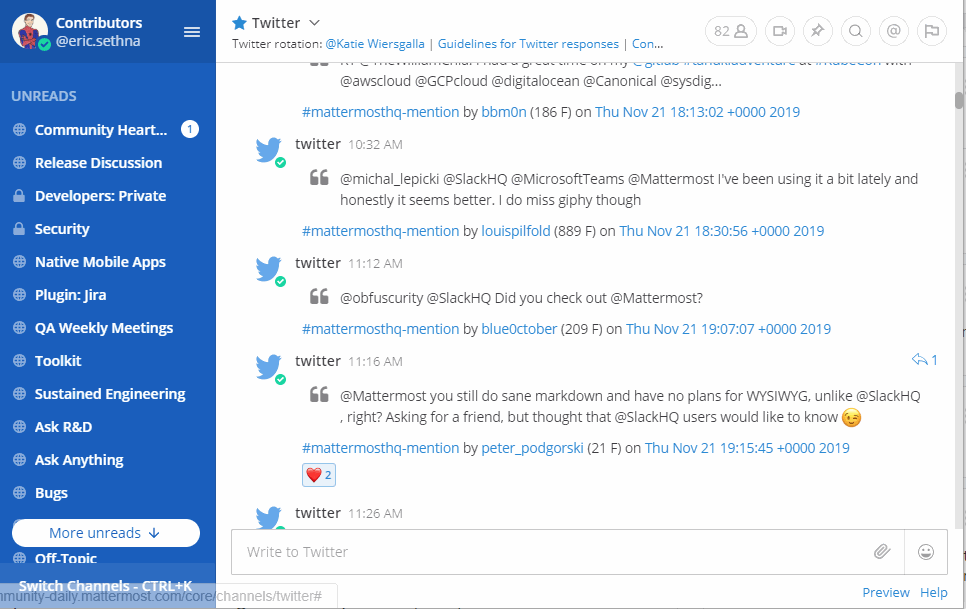 Contributors
@eric.sethna
UNREADS
Community Heart... 1
Release Discussion
Developers: Private
Security
Native Mobile Apps
Plugin: Jira
QA Weekly Meetings
Toolkit
Sustained Engineering
Ask R&D
Ask Anything
Bugs
More unreads
Off-Topic
Switch Channels - CTRL+K
munity-daily.mattermost.com/core/channels/twitter#
Twitter
Twitter rotation: @Katie Wiersgalla | Guidelines for Twitter responses | Con...
82
@awscloud @GCPcloud @digitalocean @Canonical @sysdig...
#mattermosthq-mention by bbm0n (186 F) on Thu Nov 21 18:13:02 +0000 2019
twitter 10:32 AM
@michal_lepicki @SlackHQ @MicrosoftTeams @Mattermost I've been using it a bit lately and
honestly it seems better. I do miss giphy though
#mattermosthq-mention by louispilfold (889 F) on Thu Nov 21 18:30:56 +0000 2019
twitter 11:12 AM
@obfuscurity @SlackHQ Did you check out @Mattermost?
#mattermosthq-mention by blue0ctober (209 F) on Thu Nov 21 19:07:07 +0000 2019
twitter 11:16 AM
1
@Mattermost you still do sane markdown and have no plans for WYSIWYG, unlike @SlackHQ
, right? Asking for a friend, but thought that @SlackHQ users would like to know 😉
#mattermosthq-mention by peter_podgorski (21 F) on Thu Nov 21 19:15:45 +0000 2019
❤️ 2
twitter 11:26 AM
Write to Twitter
Preview Help